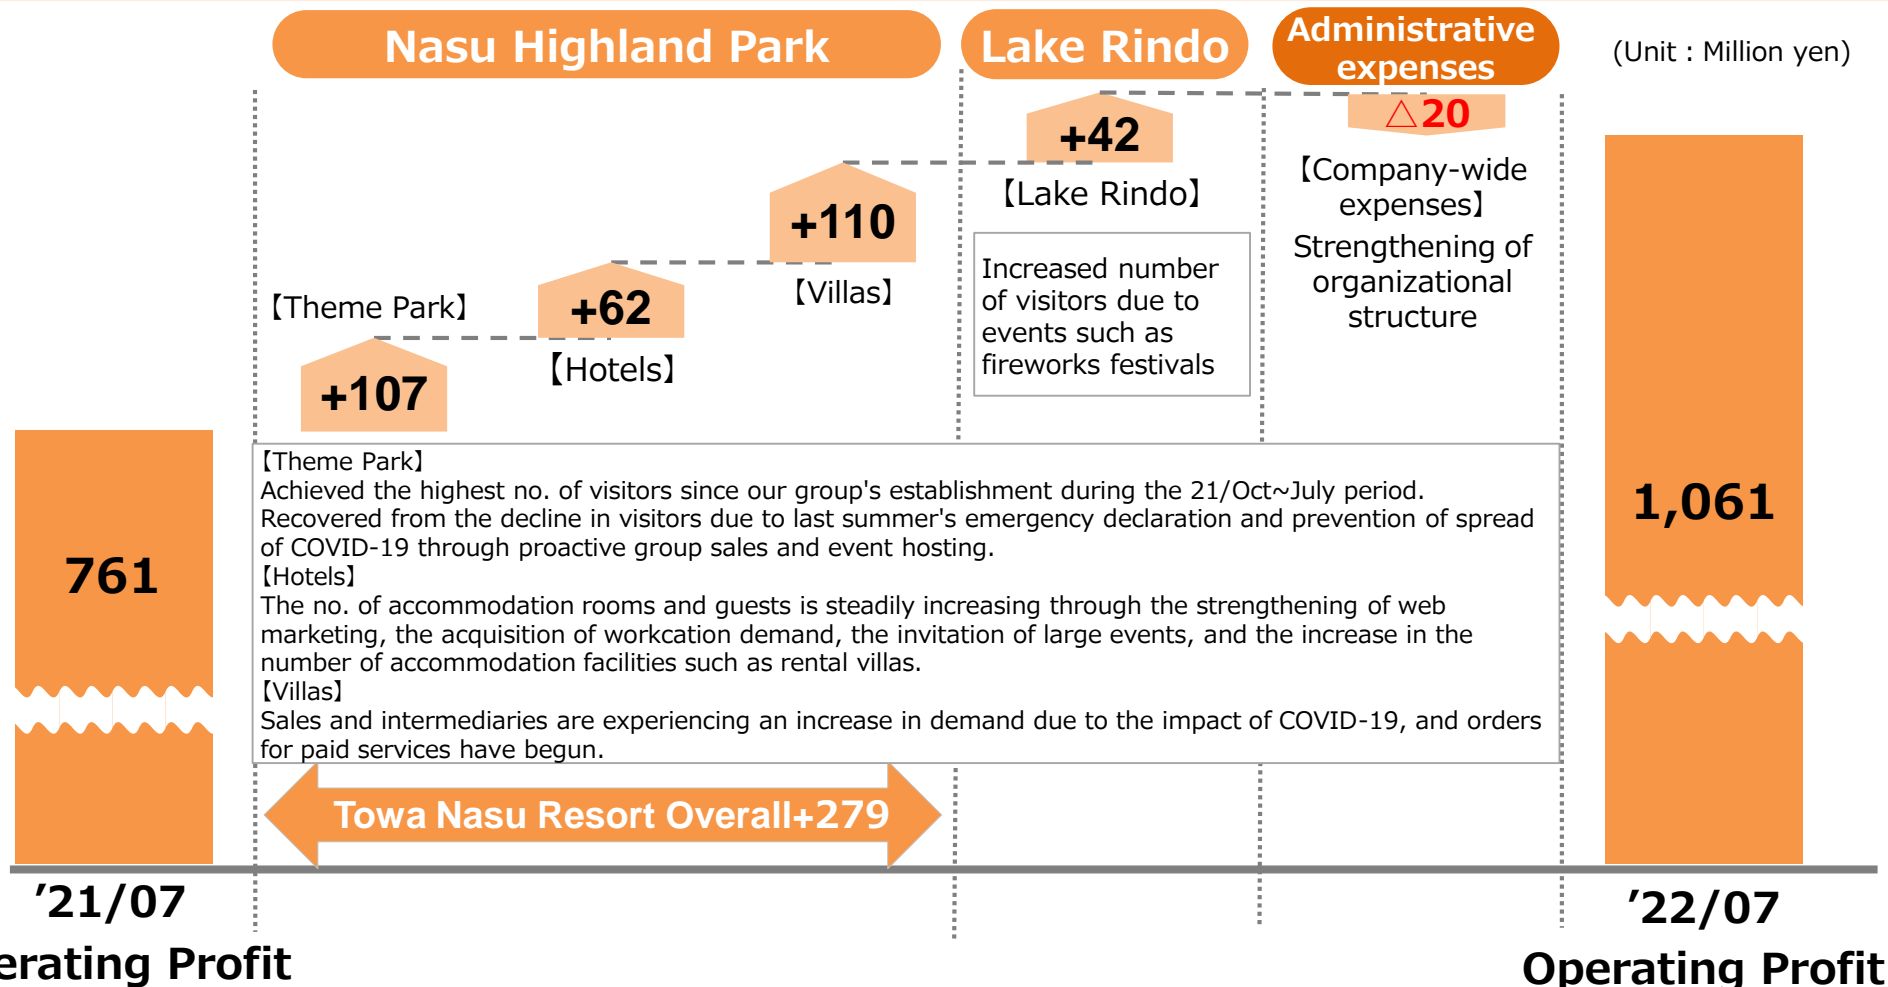 Nasu Highland Park
Lake Rindo
Administrative
expenses
(Unit : Million yen)
△20
+42
【Company-wide
expenses】
【Lake Rindo】
+110
Strengthening of
organizational
structure
Increased number
of visitors due to
events such as
fireworks festivals
【Villas】
【Theme Park】
+62
【Hotels】
+107
【Theme Park】
Achieved the highest no. of visitors since our group's establishment during the 21/Oct~July period.
Recovered from the decline in visitors due to last summer's emergency declaration and prevention of spread
of COVID-19 through proactive group sales and event hosting.
【Hotels】
The no. of accommodation rooms and guests is steadily increasing through the strengthening of web
marketing, the acquisition of workcation demand, the invitation of large events, and the increase in the
number of accommodation facilities such as rental villas.
【Villas】
Sales and intermediaries are experiencing an increase in demand due to the impact of COVID-19, and orders
for paid services have begun.
761
1,061
Towa Nasu Resort Overall+279
’21/07
erating Profit
’22/07
Operating Profit